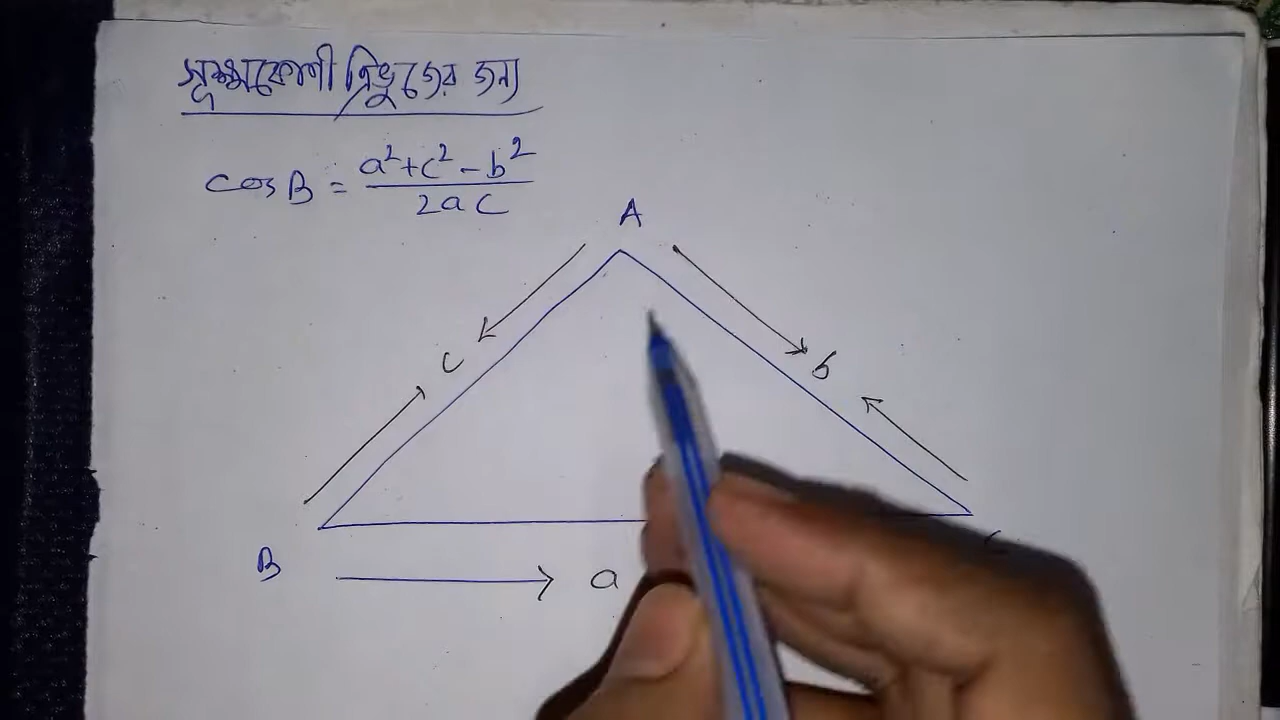 সূক্ষ্মকোণী ত্রিভুজের জন্য
cos B = a²+c²-b² / 2ac
A
c
b
B
C
a